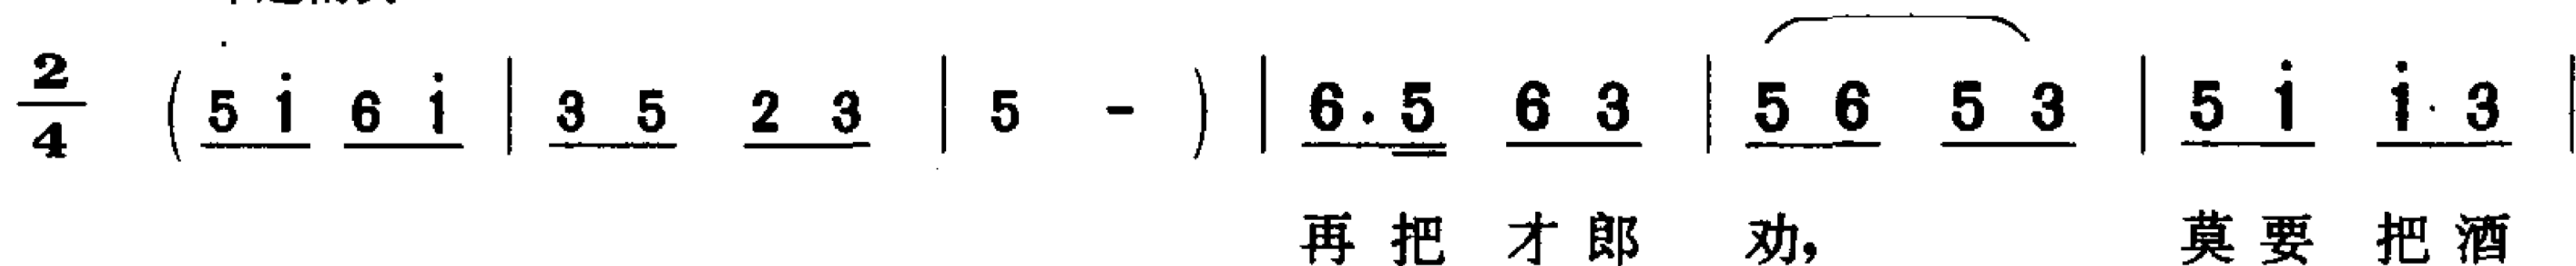 2/4 (5 i̇ 6 i̇ | 3 5 2 3 | 5 - ) | 6·5 6 3 | 5 6 5 3 | 5 i̇ i̇·3 |
再把才郎劝， 莫要把酒